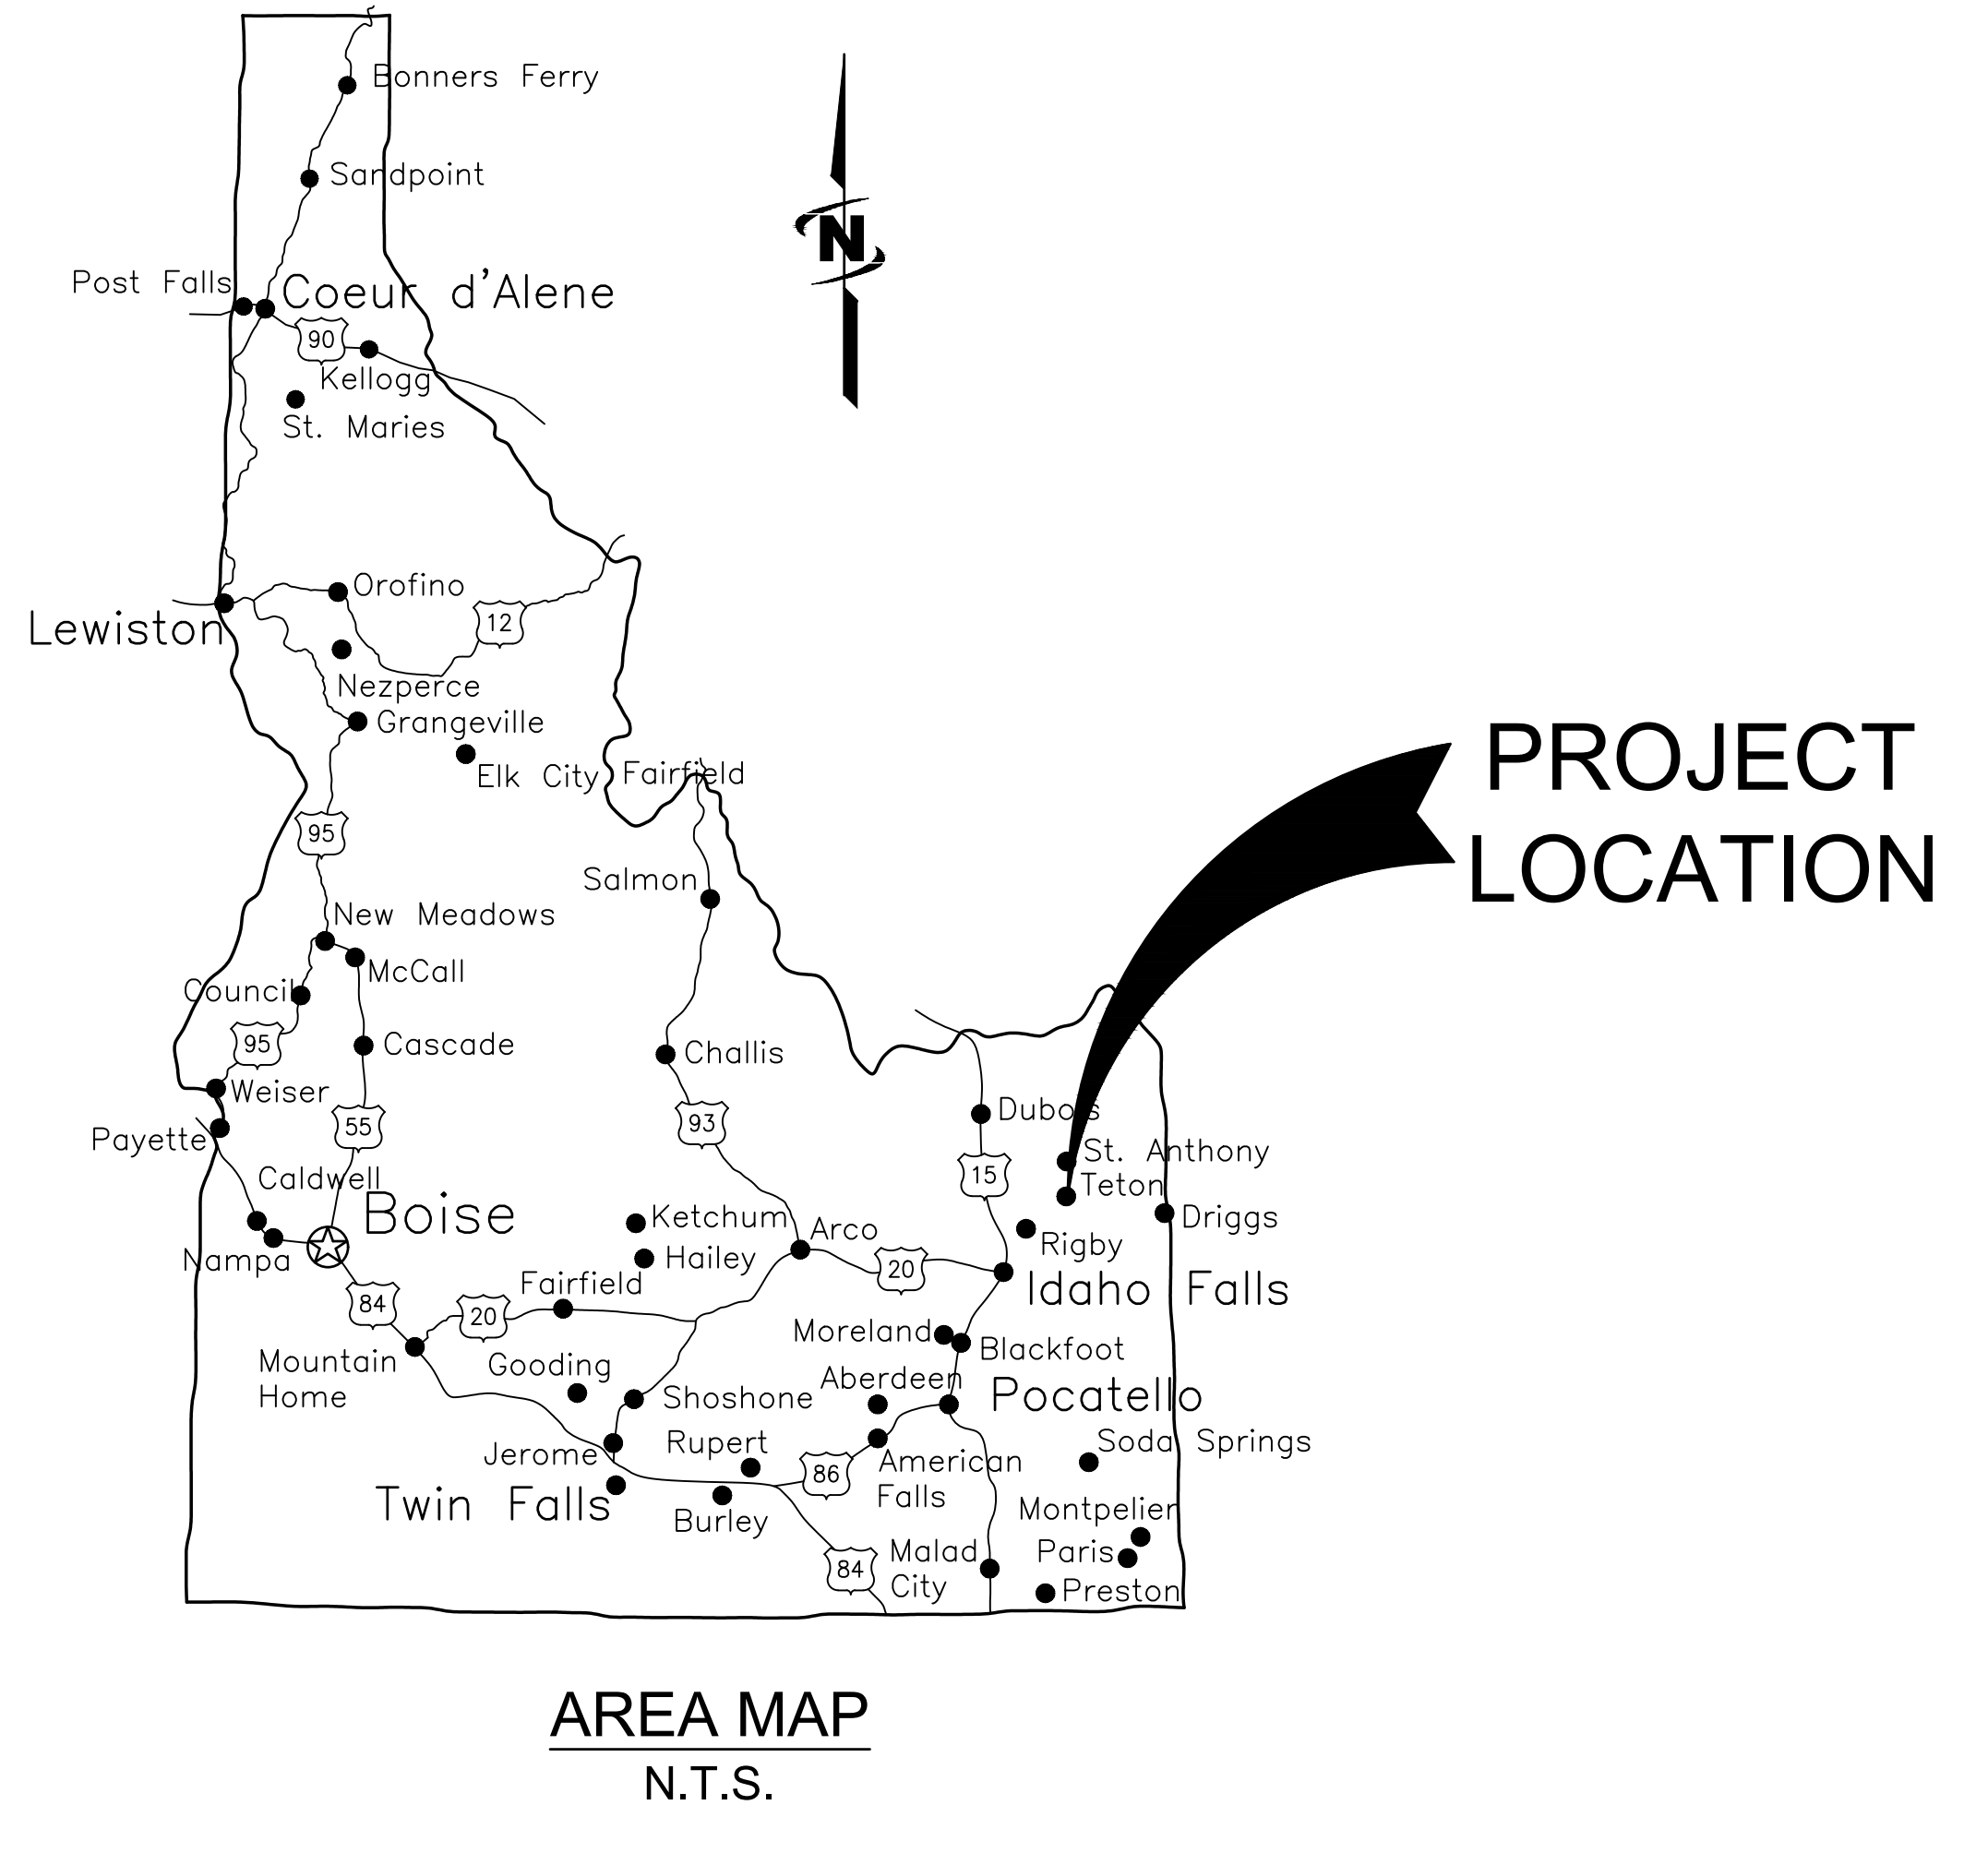 Bonners Ferry
Sandpoint
N
Post Falls
Coeur d'Alene
90
Kellogg
St. Maries
Orofino
12
Lewiston
Nezperce
Grangeville
Elk City
Fairfield
PROJECT
LOCATION
95
Salmon
New Meadows
McCall
Council
95
Cascade
Challis
Weiser
Dubois
93
55
Payette
St. Anthony
15
Caldwell
Teton
Boise
Ketchum
Arco
Driggs
Rigby
Nampa
Hailey
20
Fairfield
Idaho Falls
84
20
Moreland
Blackfoot
Mountain
Home
Gooding
Aberdeen
Shoshone
Pocatello
Jerome
Rupert
Soda Springs
86
American
Falls
Twin Falls
Burley
Montpelier
Malad
City
Paris
84
Preston
AREA MAP
N.T.S.